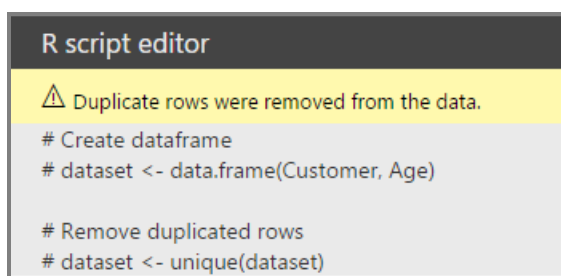 R script editor
⚠ Duplicate rows were removed from the data.
# Create dataframe
# dataset <- data.frame(Customer, Age)
# Remove duplicated rows
# dataset <- unique(dataset)